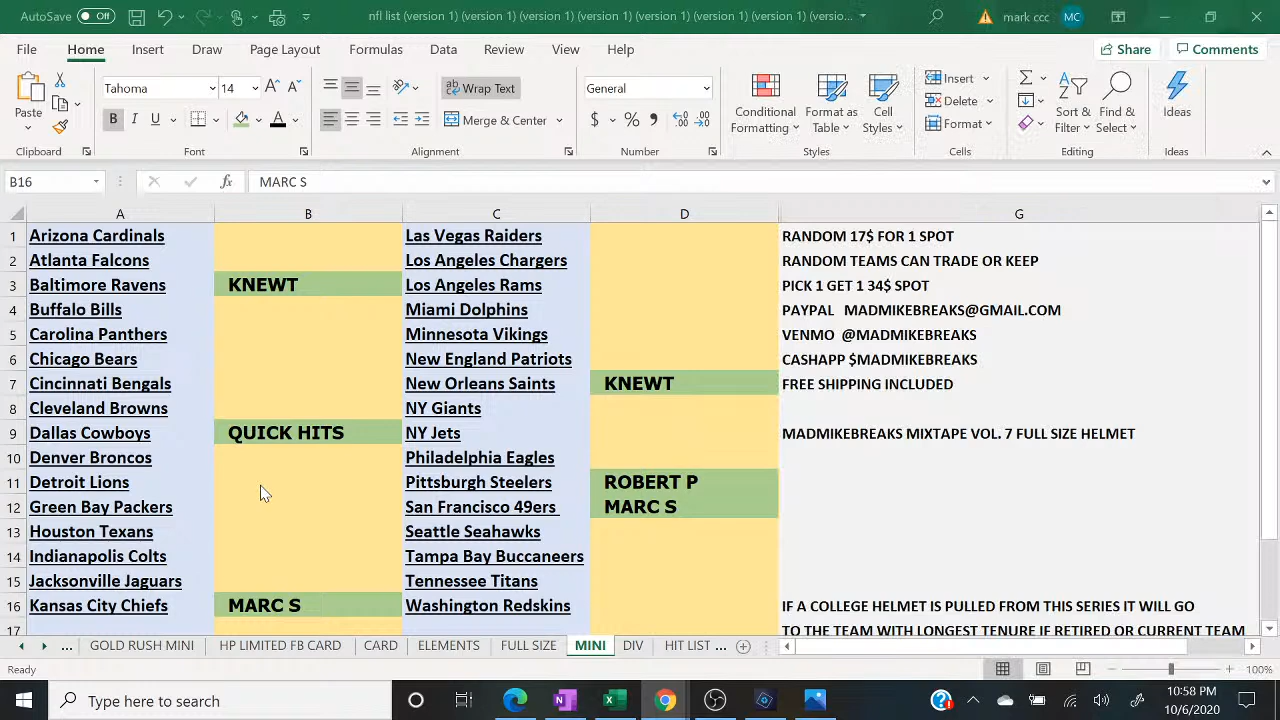 AutoSave Off nfl list (version 1) (version 1) (version 1) (version 1) (version 1) (version 1) (versio... mark ccc MC
File Home Insert Draw Page Layout Formulas Data Review View Help Share Comments
Paste
Clipboard
Tahoma 14
B I U
Font
Wrap Text
Merge & Center
Alignment
General
$ % ,
Number
Conditional Formatting
Format as Table
Cell Styles
Styles
Insert
Delete
Format
Cells
Sort & Filter
Find & Select
Editing
Ideas
Ideas
B16 fx MARC S
A B C D G
1 Arizona Cardinals Las Vegas Raiders RANDOM 17$ FOR 1 SPOT
2 Atlanta Falcons Los Angeles Chargers RANDOM TEAMS CAN TRADE OR KEEP
3 Baltimore Ravens KNEWT Los Angeles Rams PICK 1 GET 1 34$ SPOT
4 Buffalo Bills Miami Dolphins PAYPAL MADMIKEBREAKS@GMAIL.COM
5 Carolina Panthers Minnesota Vikings VENMO @MADMIKEBREAKS
6 Chicago Bears New England Patriots CASHAPP $MADMIKEBREAKS
7 Cincinnati Bengals New Orleans Saints KNEWT FREE SHIPPING INCLUDED
8 Cleveland Browns NY Giants
9 Dallas Cowboys QUICK HITS NY Jets MADMIKEBREAKS MIXTAPE VOL. 7 FULL SIZE HELMET
10 Denver Broncos Philadelphia Eagles
11 Detroit Lions Pittsburgh Steelers ROBERT P
12 Green Bay Packers San Francisco 49ers MARC S
13 Houston Texans Seattle Seahawks
14 Indianapolis Colts Tampa Bay Buccaneers
15 Jacksonville Jaguars Tennessee Titans
16 Kansas City Chiefs MARC S Washington Redskins IF A COLLEGE HELMET IS PULLED FROM THIS SERIES IT WILL GO
17 TO THE TEAM WITH LONGEST TENURE IF RETIRED OR CURRENT TEAM
... GOLD RUSH MINI HP LIMITED FB CARD CARD ELEMENTS FULL SIZE MINI DIV HIT LIST ...
Ready 100%
Type here to search 10:58 PM
10/6/2020